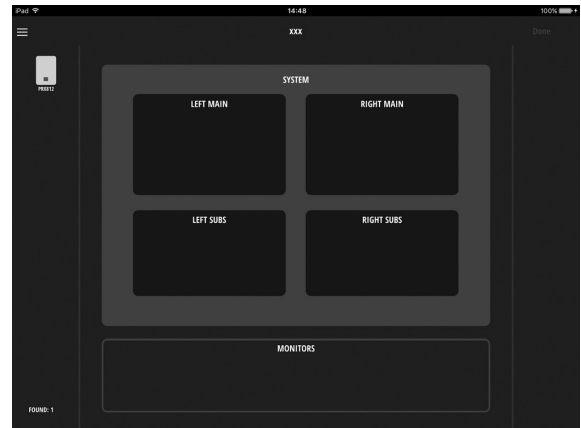 iPad 14:48 100%
XXX Done
PRX812
SYSTEM
LEFT MAIN RIGHT MAIN
LEFT SUBS RIGHT SUBS
MONITORS
FOUND: 1